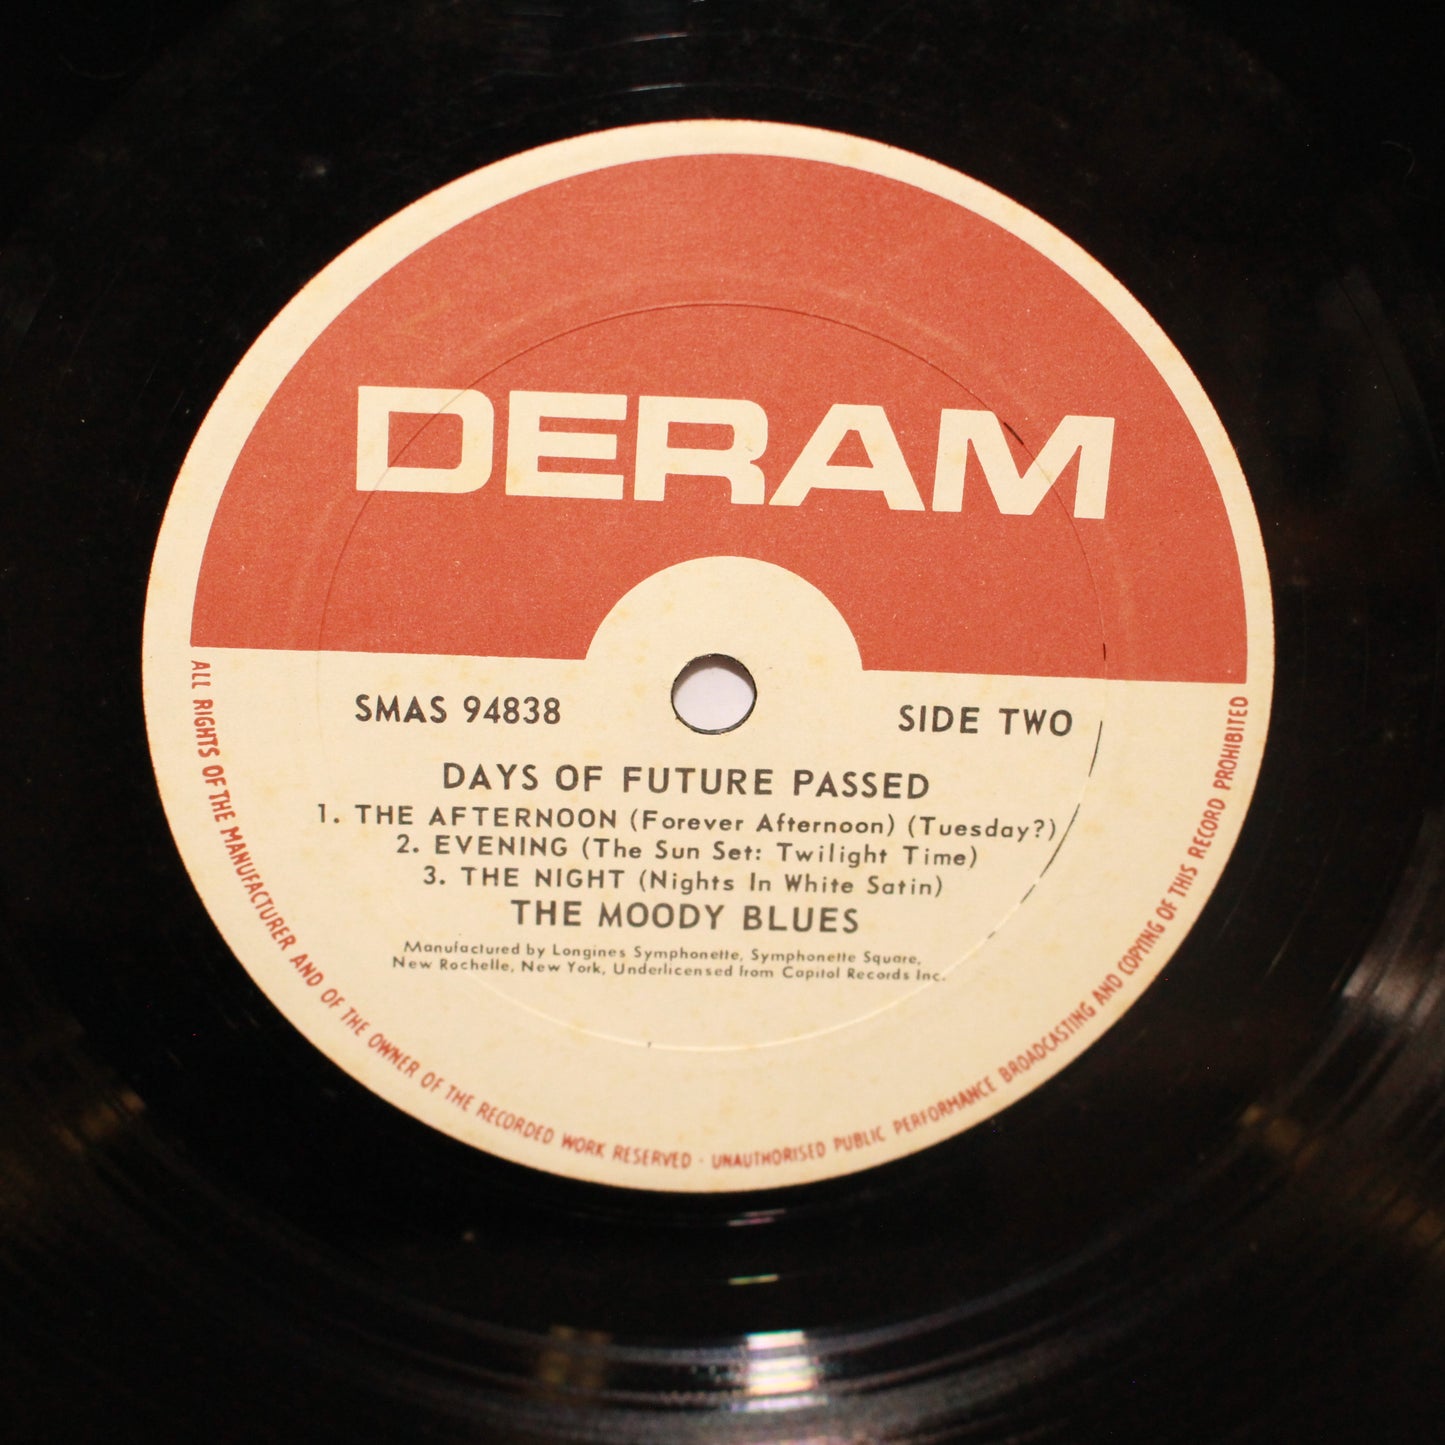 DERAM
SMAS 94838
SIDE TWO
DAYS OF FUTURE PASSED
1. THE AFTERNOON (Forever Afternoon) (Tuesday?)
2. EVENING (The Sun Set: Twilight Time)
3. THE NIGHT (Nights In White Satin)
THE MOODY BLUES
Manufactured by Longines Symphonette, Symphonette Square,
New Rochelle, New York, Underlicensed from Capitol Records Inc.
ALL RIGHTS OF THE MANUFACTURER AND OF THE OWNER OF THE RECORDED WORK RESERVED · UNAUTHORISED PUBLIC PERFORMANCE BROADCASTING AND COPYING OF THIS RECORD PROHIBITED